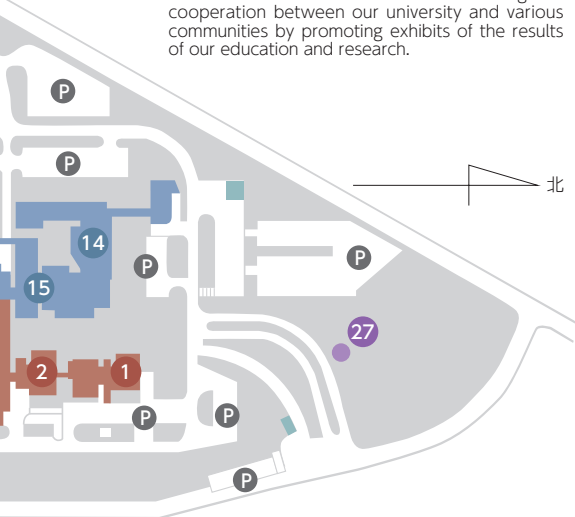 cooperation between our university and various
communities by promoting exhibits of the results
of our education and research.
P
P
北
14
P
P
15
27
2
1
P
P
P